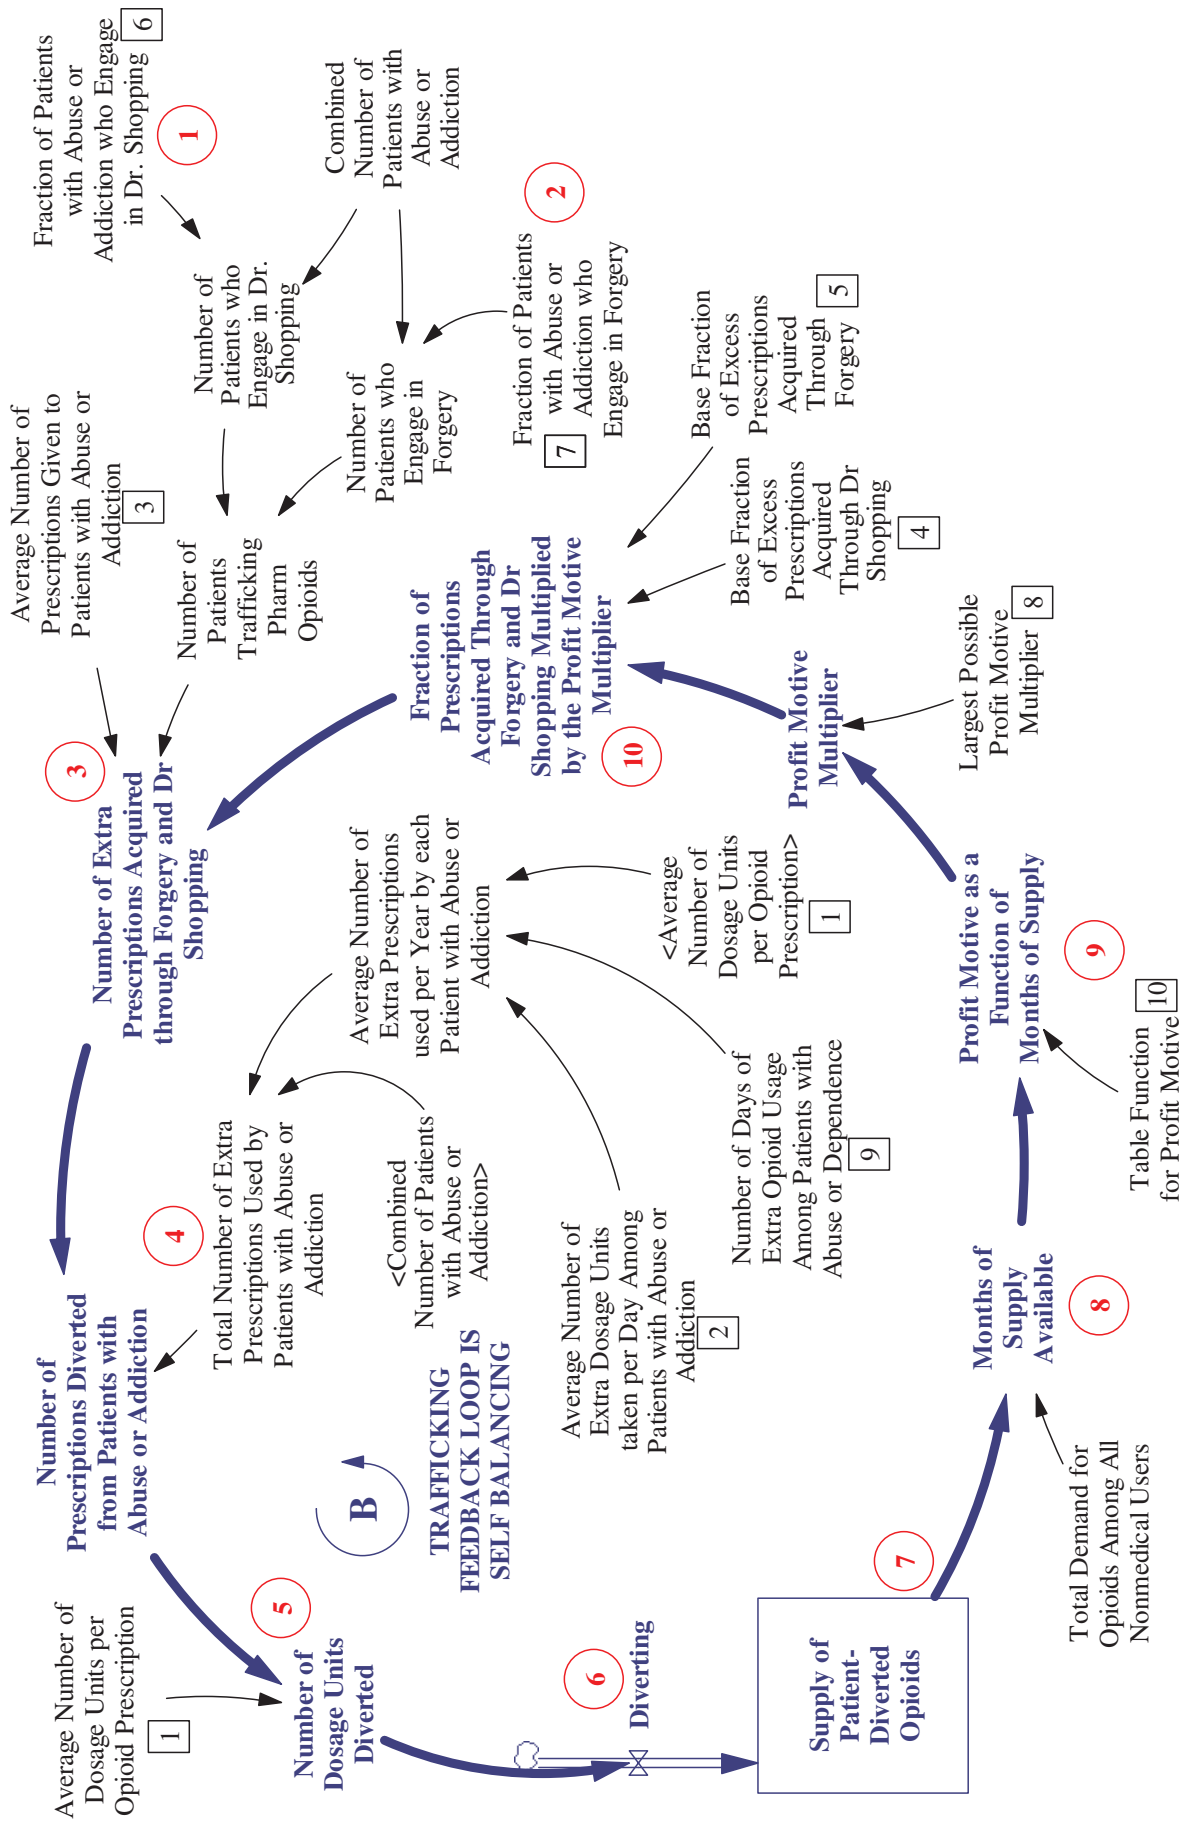 Average Number of
Dosage Units per
Opioid Prescription
1
Number of
Prescriptions Diverted
from Patients with
Abuse or Addiction
Number of Extra
Prescriptions Acquired
through Forgery and Dr
Shopping
3
Average Number of
Prescriptions Given to
Patients with Abuse or
Addiction
3
Fraction of Patients
with Abuse or
Addiction who Engage
in Dr. Shopping
6
1
Number of
Patients
Trafficking
Pharm
Opioids
Number of
Patients who
Engage in Dr.
Shopping
Combined
Number of
Patients with
Abuse or
Addiction
Number of
Patients who
Engage in
Forgery
2
Fraction of Patients
with Abuse or
Addiction who
Engage in Forgery
7
4
Total Number of Extra
Prescriptions Used by
Patients with Abuse or
Addiction
5
Number of
Dosage Units
Diverted
B
TRAFFICKING
FEEDBACK LOOP IS
SELF BALANCING
<Combined
Number of Patients
with Abuse or
Addiction>
Average Number of
Extra Prescriptions
used per Year by each
Patient with Abuse or
Addiction
Fraction of
Prescriptions
Acquired Through
Forgery and Dr
Shopping Multiplied
by the Profit Motive
Multiplier
10
Base Fraction
of Excess
Prescriptions
Acquired
Through
Forgery
5
Base Fraction
of Excess
Prescriptions
Acquired
Through Dr
Shopping
4
6
Diverting
Average Number of
Extra Dosage Units
taken per Day Among
Patients with Abuse or
Addiction
2
Number of Days of
Extra Opioid Usage
Among Patients with
Abuse or Dependence
9
<Average
Number of
Dosage Units
per Opioid
Prescription>
1
Profit Motive
Multiplier
Largest Possible
Profit Motive
Multiplier
8
Supply of
Patient-
Diverted
Opioids
7
Months of
Supply
Available
8
Profit Motive as a
Function of
Months of Supply
9
Total Demand for
Opioids Among All
Nonmedical Users
Table Function
for Profit Motive
10